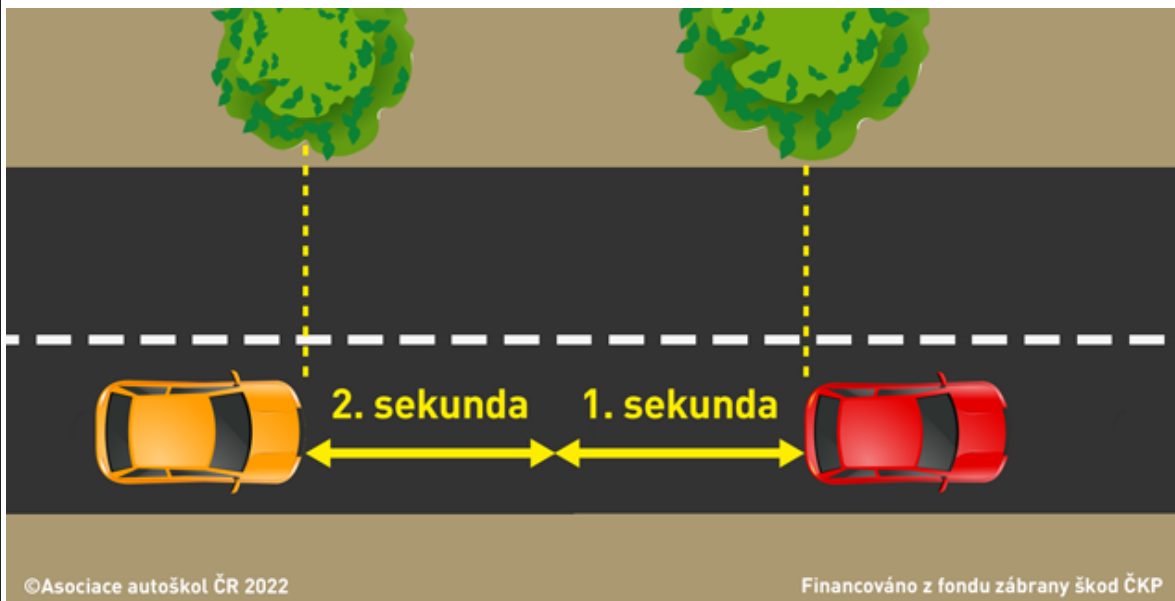 2. sekunda
1. sekunda
©Asociace autoškol ČR 2022
Financováno z fondu zábrany škod ČKP